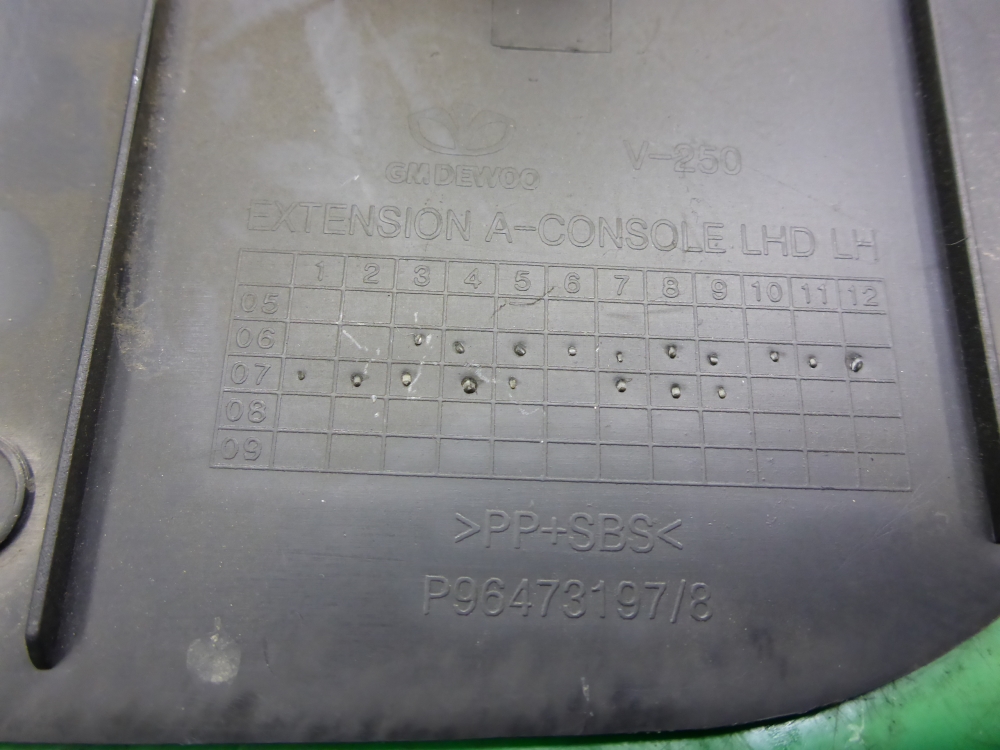 GM DEWOO
V-250
EXTENSION A-CONSOLE LHD LH
1 2 3 4 5 6 7 8 9 10 11 12
05
06
07
08
09
>PP+SBS<
P96473197/8